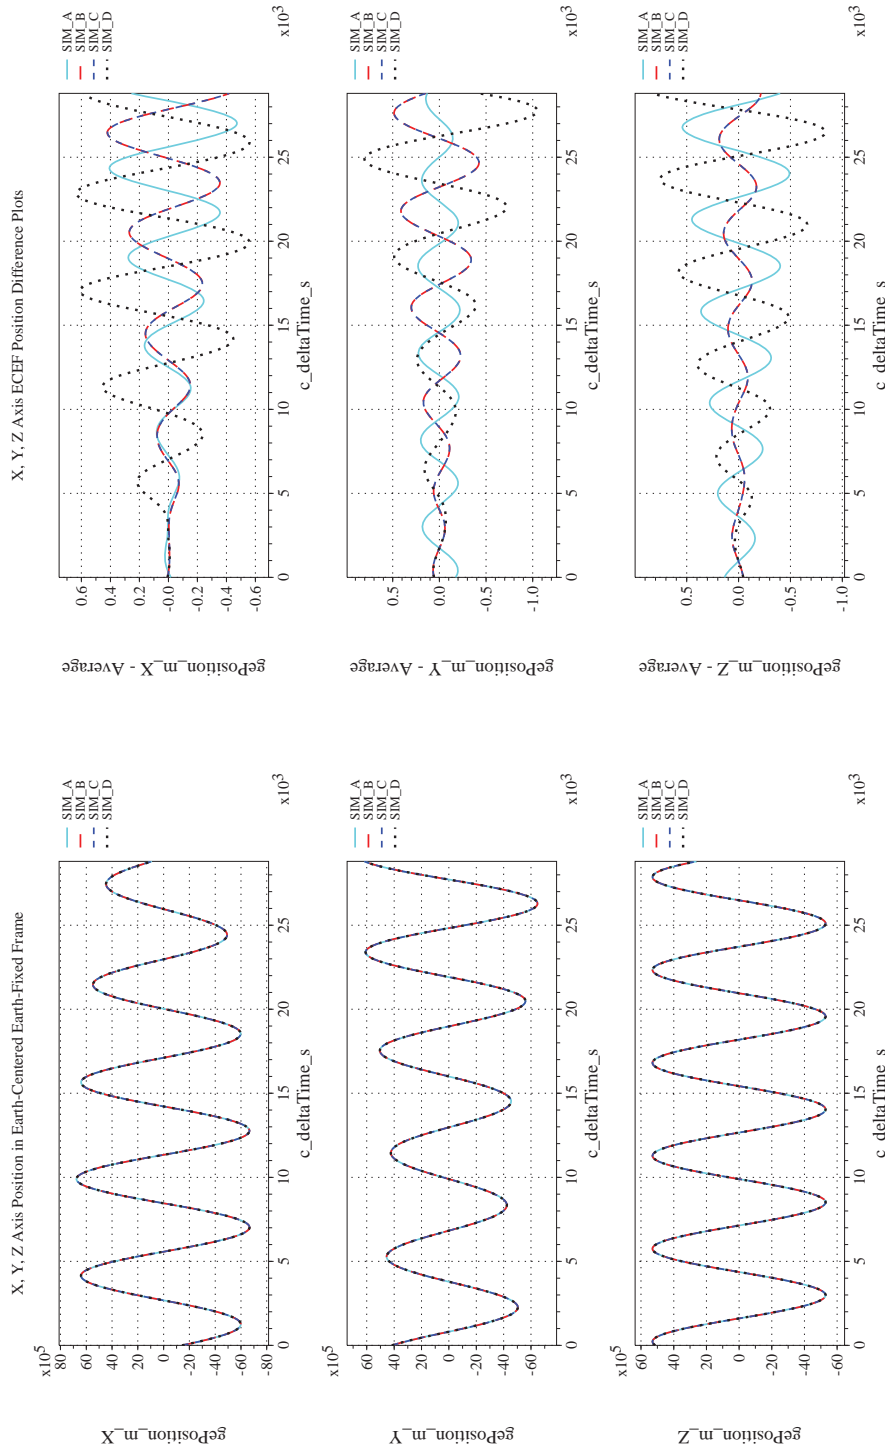 X, Y, Z Axis Position in Earth-Centered Earth-Fixed Frame
x10^5
80
60
40
20
0
-20
-40
-60
-80
gePosition_m_X
0
5
10
15
20
25
x10^3
c_deltaTime_s
SIM_A
SIM_B
SIM_C
SIM_D
x10^5
60
40
20
0
-20
-40
-60
gePosition_m_Y
0
5
10
15
20
25
x10^3
c_deltaTime_s
SIM_A
SIM_B
SIM_C
SIM_D
x10^5
60
40
20
0
-20
-40
-60
gePosition_m_Z
0
5
10
15
20
25
x10^3
c_deltaTime_s
SIM_A
SIM_B
SIM_C
SIM_D
X, Y, Z Axis ECEF Position Difference Plots
0.6
0.4
0.2
-0.0
-0.2
-0.4
-0.6
gePosition_m_X - Average
0
5
10
15
20
25
x10^3
c_deltaTime_s
SIM_A
SIM_B
SIM_C
SIM_D
0.5
0.0
-0.5
-1.0
gePosition_m_Y - Average
0
5
10
15
20
25
x10^3
c_deltaTime_s
SIM_A
SIM_B
SIM_C
SIM_D
0.5
0.0
-0.5
-1.0
gePosition_m_Z - Average
0
5
10
15
20
25
x10^3
c_deltaTime_s
SIM_A
SIM_B
SIM_C
SIM_D